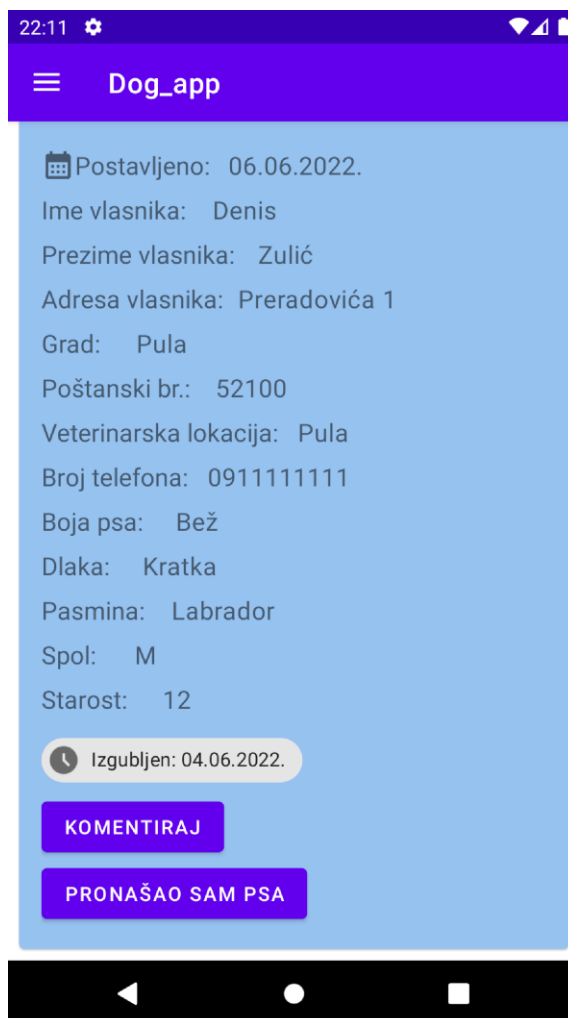 22:11
Dog_app
Postavljeno: 06.06.2022.
Ime vlasnika: Denis
Prezime vlasnika: Zulić
Adresa vlasnika: Preradovića 1
Grad: Pula
Poštanski br.: 52100
Veterinarska lokacija: Pula
Broj telefona: 0911111111
Boja psa: Bež
Dlaka: Kratka
Pasmina: Labrador
Spol: M
Starost: 12
Izgubljen: 04.06.2022.
KOMENTIRAJ
PRONAŠAO SAM PSA